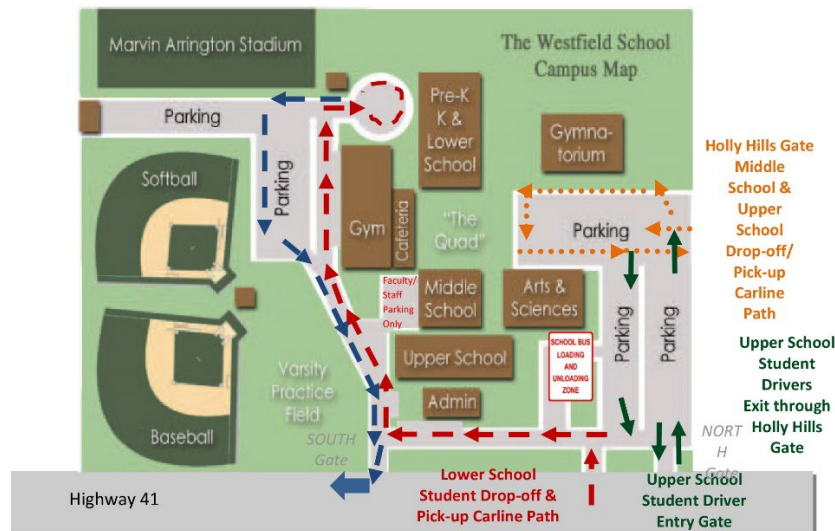 Marvin Arrington Stadium
The Westfield School
Campus Map
Parking
Pre-K
K & Lower
School
Gymna-
torium
Holly Hills Gate
Middle
School &
Upper
School
Drop-off/
Pick-up
Carline
Path
Softball
Parking
Gym
Cafeteria
"The
Quad"
Parking
Faculty/
Staff
Parking
Only
Middle
School
Arts &
Sciences
Parking
Parking
SCHOOL BUS
LOADING
AND
UNLOADING
ZONE
Upper School
Student
Drivers
Exit through
Holly Hills
Gate
Varsity
Practice
Field
Upper School
Admin
Baseball
SOUTH
Gate
NORT
H
Gate
Highway 41
Lower School
Student Drop-off &
Pick-up Carline Path
Upper School
Student Driver
Entry Gate